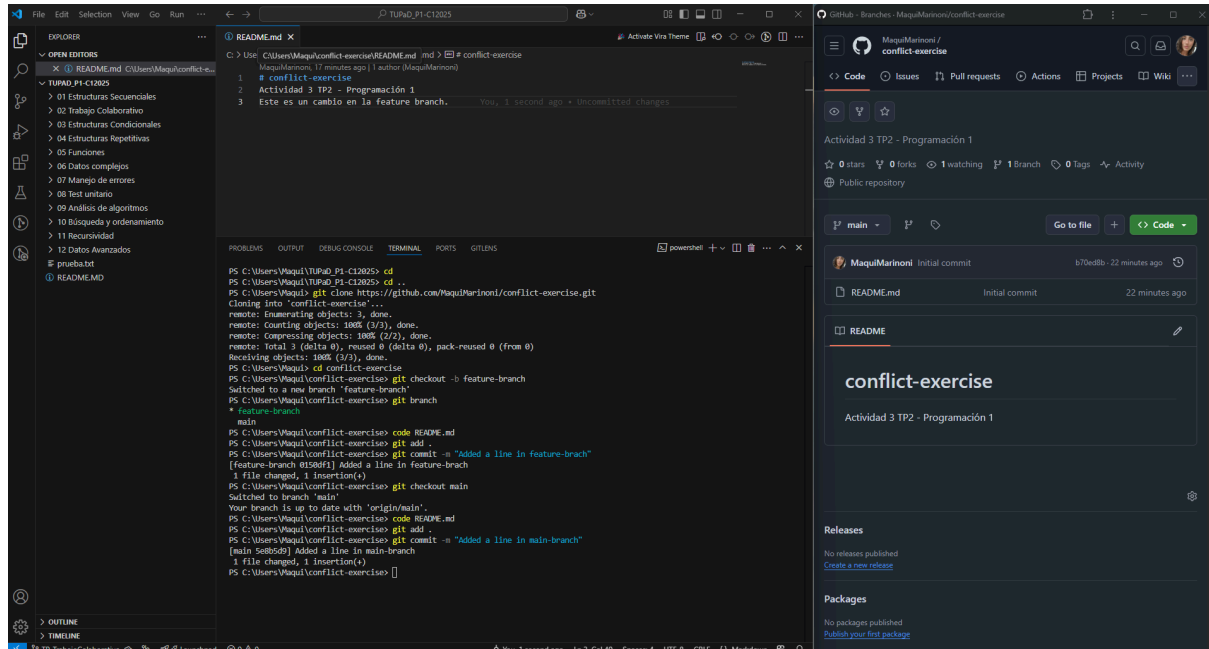 File Edit Selection View Go Run ···
TUPAD_P1-C12025
EXPLORER
OPEN EDITORS
README.md C:\Users\Maqui\conflict-e...
TUPAD_P1-C12025
01 Estructuras Secuenciales
02 Trabajo Colaborativo
03 Estructuras Condicionales
04 Estructuras Repetitivas
05 Funciones
06 Datos complejos
07 Manejo de errores
08 Test unitario
09 Análisis de algoritmos
10 Búsqueda y ordenamiento
11 Recursividad
12 Datos Avanzados
prueba.txt
README.MD
OUTLINE
TIMELINE
README.md
Activate Vira Theme
C: > Use C:\Users\Maqui\conflict-exercise\README.md md > # conflict-exercise
MaquiMarinoni, 17 minutes ago | 1 author (MaquiMarinoni)
1 # conflict-exercise
2 Actividad 3 TP2 - Programación 1
3 Este es un cambio en la feature branch. You, 1 second ago • Uncommitted changes
PROBLEMS OUTPUT DEBUG CONSOLE TERMINAL PORTS GITLENS
powershell
PS C:\Users\Maqui\TUPaD_P1-C12025> cd
PS C:\Users\Maqui\TUPaD_P1-C12025> cd ..
PS C:\Users\Maqui> git clone https://github.com/MaquiMarinoni/conflict-exercise.git
Cloning into 'conflict-exercise'...
remote: Enumerating objects: 3, done.
remote: Counting objects: 100% (3/3), done.
remote: Compressing objects: 100% (2/2), done.
remote: Total 3 (delta 0), reused 0 (delta 0), pack-reused 0 (from 0)
Receiving objects: 100% (3/3), done.
PS C:\Users\Maqui> cd conflict-exercise
PS C:\Users\Maqui\conflict-exercise> git checkout -b feature-branch
Switched to a new branch 'feature-branch'
PS C:\Users\Maqui\conflict-exercise> git branch
* feature-branch
main
PS C:\Users\Maqui\conflict-exercise> code README.md
PS C:\Users\Maqui\conflict-exercise> git add .
PS C:\Users\Maqui\conflict-exercise> git commit -m "Added a line in feature-brach"
[feature-branch 0150df1] Added a line in feature-brach
1 file changed, 1 insertion(+)
PS C:\Users\Maqui\conflict-exercise> git checkout main
Switched to branch 'main'
Your branch is up to date with 'origin/main'.
PS C:\Users\Maqui\conflict-exercise> code README.md
PS C:\Users\Maqui\conflict-exercise> git add .
PS C:\Users\Maqui\conflict-exercise> git commit -m "Added a line in main-branch"
[main 5e8b5d9] Added a line in main-branch
1 file changed, 1 insertion(+)
PS C:\Users\Maqui\conflict-exercise>
GitHub - Branches - MaquiMarinoni/conflict-exercise
MaquiMarinoni /
conflict-exercise
Code Issues Pull requests Actions Projects Wiki
Actividad 3 TP2 - Programación 1
0 stars 0 forks 1 watching 1 Branch 0 Tags Activity
Public repository
main Go to file + Code
MaquiMarinoni Initial commit b70ed8b · 22 minutes ago
README.md Initial commit 22 minutes ago
README
conflict-exercise
Actividad 3 TP2 - Programación 1
Releases
No releases published
Create a new release
Packages
No packages published
Publish your first package